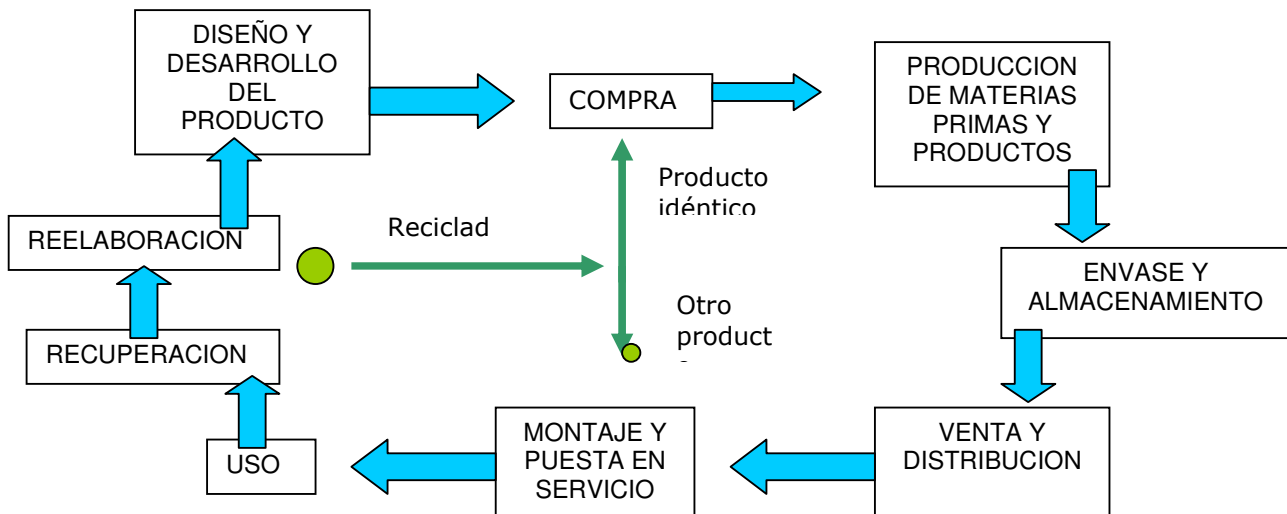 DISEÑO Y
DESARROLLO
DEL
PRODUCTO
COMPRA
PRODUCCION
DE MATERIAS
PRIMAS Y
PRODUCTOS
Producto
idéntico
Reciclad
REELABORACION
ENVASE Y
ALMACENAMIENTO
Otro
product
RECUPERACION
USO
MONTAJE Y
PUESTA EN
SERVICIO
VENTA Y
DISTRIBUCION